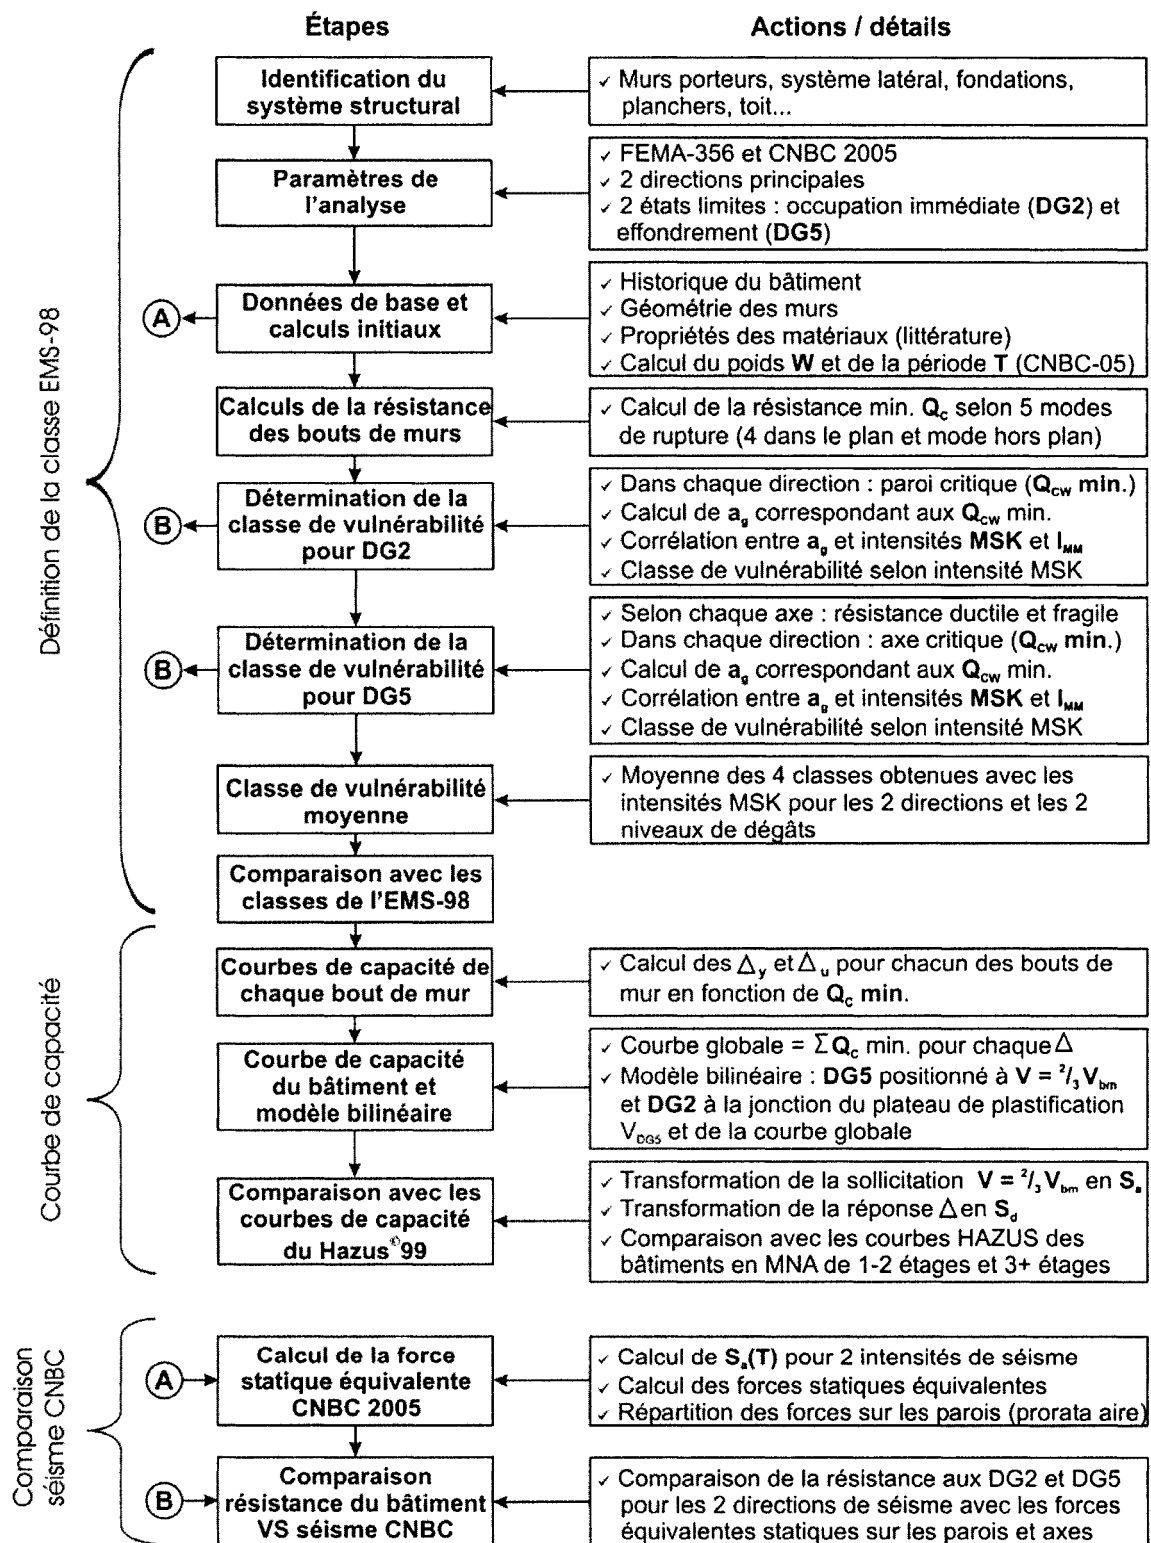 Étapes
Actions / détails
Définition de la classe EMS-98
Identification du
système structural
✓ Murs porteurs, système latéral, fondations,
planchers, toit...
Paramètres de
l'analyse
✓ FEMA-356 et CNBC 2005
✓ 2 directions principales
✓ 2 états limites : occupation immédiate (DG2) et
effondrement (DG5)
A
Données de base et
calculs initiaux
✓ Historique du bâtiment
✓ Géométrie des murs
✓ Propriétés des matériaux (littérature)
✓ Calcul du poids W et de la période T (CNBC-05)
Calculs de la résistance
des bouts de murs
✓ Calcul de la résistance min. Qc selon 5 modes
de rupture (4 dans le plan et mode hors plan)
B
Détermination de la
classe de vulnérabilité
pour DG2
✓ Dans chaque direction : paroi critique (Qcw min.)
✓ Calcul de ag correspondant aux Qcw min.
✓ Corrélation entre ag et intensités MSK et IMM
✓ Classe de vulnérabilité selon intensité MSK
B
Détermination de la
classe de vulnérabilité
pour DG5
✓ Selon chaque axe : résistance ductile et fragile
✓ Dans chaque direction : axe critique (Qcw min.)
✓ Calcul de ag correspondant aux Qcw min.
✓ Corrélation entre ag et intensités MSK et IMM
✓ Classe de vulnérabilité selon intensité MSK
Classe de vulnérabilité
moyenne
✓ Moyenne des 4 classes obtenues avec les
intensités MSK pour les 2 directions et les 2
niveaux de dégâts
Comparaison avec les
classes de l'EMS-98
Courbe de capacité
Courbes de capacité de
chaque bout de mur
✓ Calcul des Δy et Δu pour chacun des bouts de
mur en fonction de Qc min.
Courbe de capacité
du bâtiment et
modèle bilinéaire
✓ Courbe globale = ΣQc min. pour chaque Δ
✓ Modèle bilinéaire : DG5 positionné à V = 2/3 Vbm
et DG2 à la jonction du plateau de plastification
VDG5 et de la courbe globale
Comparaison avec les
courbes de capacité
du Hazus©99
✓ Transformation de la sollicitation V = 2/3 Vbm en Sa
✓ Transformation de la réponse Δ en Sd
✓ Comparaison avec les courbes HAZUS des
bâtiments en MNA de 1-2 étages et 3+ étages
Comparaison
séisme CNBC
A
Calcul de la force
statique équivalente
CNBC 2005
✓ Calcul de Sa(T) pour 2 intensités de séisme
✓ Calcul des forces statiques équivalentes
✓ Répartition des forces sur les parois (prorata aire)
B
Comparaison
résistance du bâtiment
VS séisme CNBC
✓ Comparaison de la résistance aux DG2 et DG5
pour les 2 directions de séisme avec les forces
équivalentes statiques sur les parois et axes